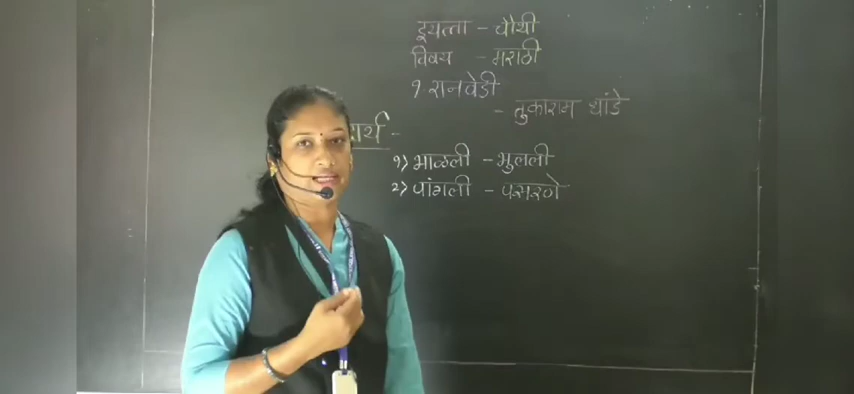 इयत्ता - चौथी
विषय - मराठी
१ रानवेडी
- तुकाराम धांडे
र्थ -
१) भाळली - भुलली
२) पांगली - पसरणे